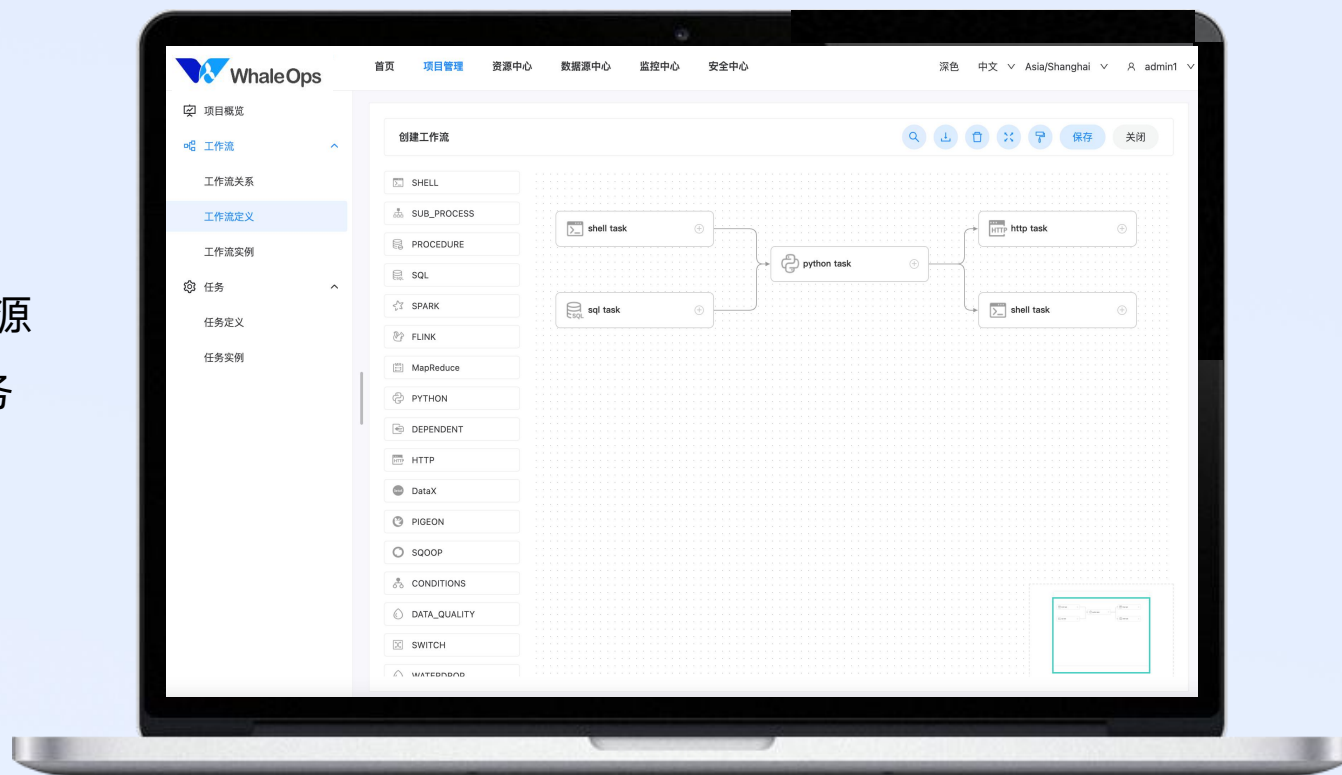 WhaleOps
首页 项目管理 资源中心 数据源中心 监控中心 安全中心 深色 中文 Asia/Shanghai admin1
项目概览
工作流
工作流关系
工作流定义
工作流实例
任务
任务定义
任务实例
源
务
创建工作流 保存 关闭
SHELL
SUB_PROCESS
PROCEDURE
SQL
SPARK
FLINK
MapReduce
PYTHON
DEPENDENT
HTTP
DataX
PIGEON
SQOOP
CONDITIONS
DATA_QUALITY
SWITCH
WATERDROP
shell task
SQL sql task
python task
HTTP http task
shell task